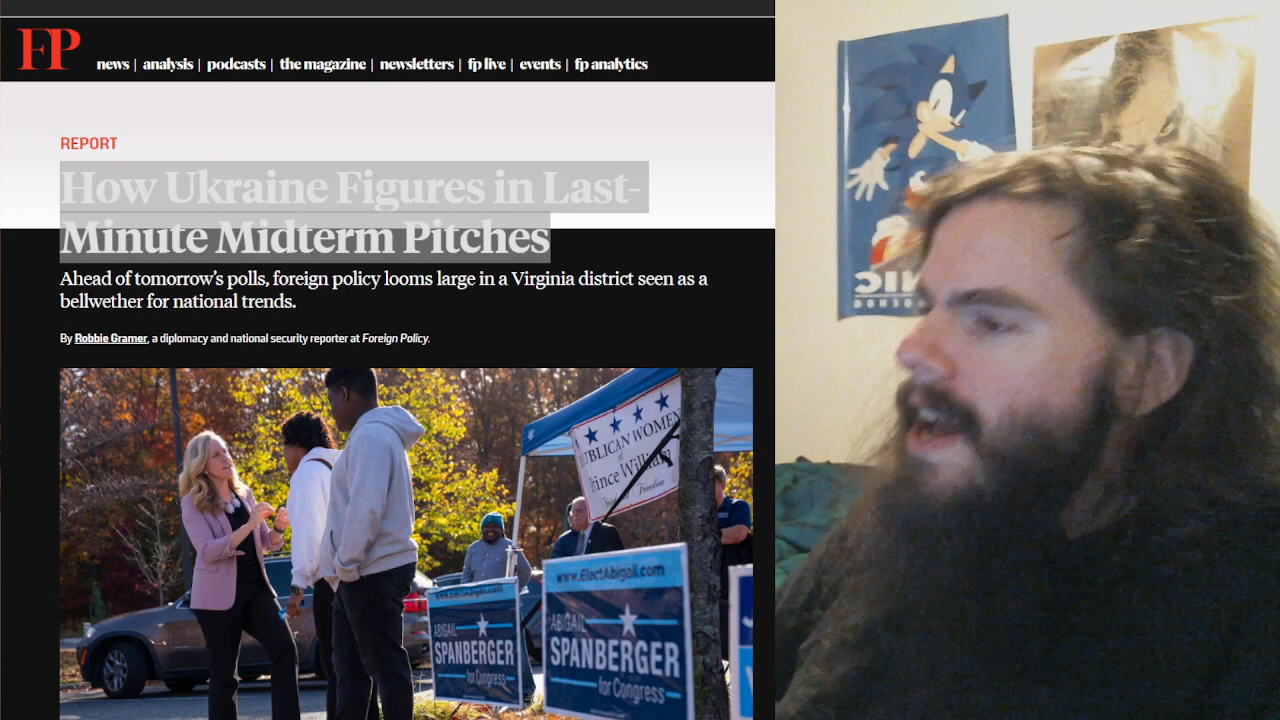 FP
news | analysis | podcasts | the magazine | newsletters | fp live | events | fp analytics
REPORT
How Ukraine Figures in Last-
Minute Midterm Pitches
Ahead of tomorrow's polls, foreign policy looms large in a Virginia district seen as a
bellwether for national trends.
By Robbie Gramer, a diplomacy and national security reporter at Foreign Policy.
WOMEN
of
www.ElectAbigail.com
ABIGAIL
SPANBERGER
for Congress
www.ElectAbigail.com
ABIGAIL
SPANBERGER
for Congress